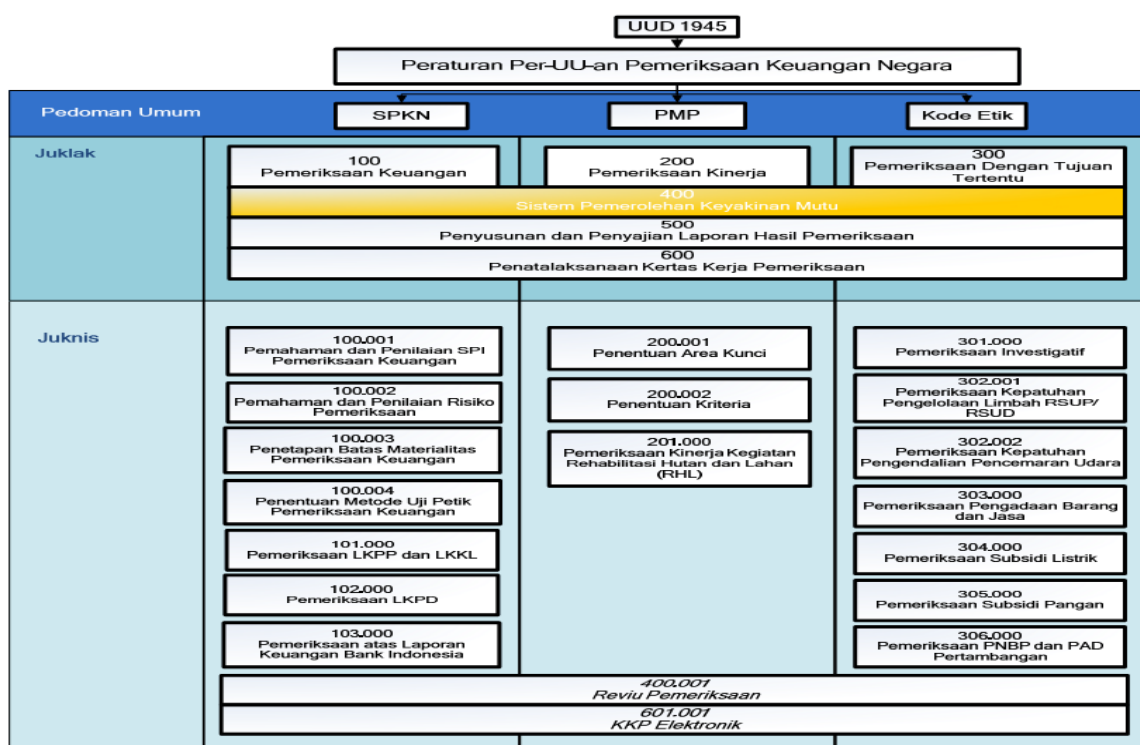 UUD 1945
Peraturan Per-UU-an Pemeriksaan Keuangan Negara
Pedoman Umum
SPKN
PMP
Kode Etik
Juklak
100
Pemeriksaan Keuangan
200
Pemeriksaan Kinerja
300
Pemeriksaan Dengan Tujuan
Tertentu
400
Sistem Pemerolehan Keyakinan Mutu
500
Penyusunan dan Penyajian Laporan Hasil Pemeriksaan
600
Penatalaksanaan Kertas Kerja Pemeriksaan
Juknis
100.001
Pemahaman dan Penilaian SPI
Pemeriksaan Keuangan
100.002
Pemahaman dan Penilaian Risiko
Pemeriksaan
100.003
Penetapan Batas Materialitas
Pemeriksaan Keuangan
100.004
Penentuan Metode Uji Petik
Pemeriksaan Keuangan
101.000
Pemeriksaan LKPP dan LKKL
102.000
Pemeriksaan LKPD
103.000
Pemeriksaan atas Laporan
Keuangan Bank Indonesia
200.001
Penentuan Area Kunci
200.002
Penentuan Kriteria
201.000
Pemeriksaan Kinerja Kegiatan
Rehabilitasi Hutan dan Lahan
(RHL)
301.000
Pemeriksaan Investigatif
302.001
Pemeriksaan Kepatuhan
Pengelolaan Limbah RSUP/
RSUD
302.002
Pemeriksaan Kepatuhan
Pengendalian Pencemaran Udara
303.000
Pemeriksaan Pengadaan Barang
dan Jasa
304.000
Pemeriksaan Subsidi Listrik
305.000
Pemeriksaan Subsidi Pangan
306.000
Pemeriksaan PNBP dan PAD
Pertambangan
400.001
Reviu Pemeriksaan
601.001
KKP Elektronik